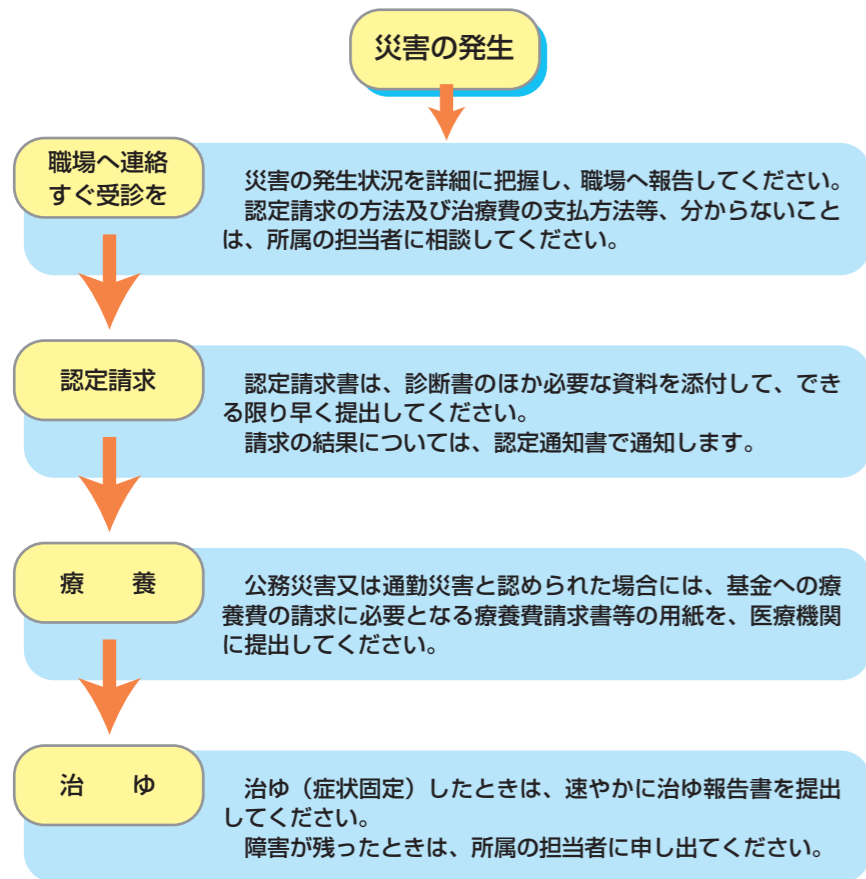 災害の発生
職場へ連絡
すぐ受診を
　災害の発生状況を詳細に把握し、職場へ報告してください。
　認定請求の方法及び治療費の支払方法等、分からないこと
は、所属の担当者に相談してください。
認定請求
　認定請求書は、診断書のほか必要な資料を添付して、でき
る限り早く提出してください。
　請求の結果については、認定通知書で通知します。
療　養
　公務災害又は通勤災害と認められた場合には、基金への療
養費の請求に必要となる療養費請求書等の用紙を、医療機関
に提出してください。
治　ゆ
　治ゆ（症状固定）したときは、速やかに治ゆ報告書を提出
してください。
　障害が残ったときは、所属の担当者に申し出てください。